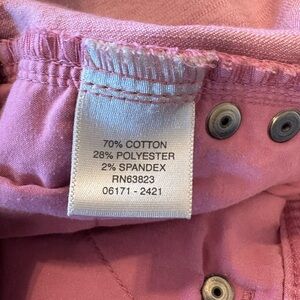 70% COTTON
28% POLYESTER
2% SPANDEX
RN63823
06171 - 2421